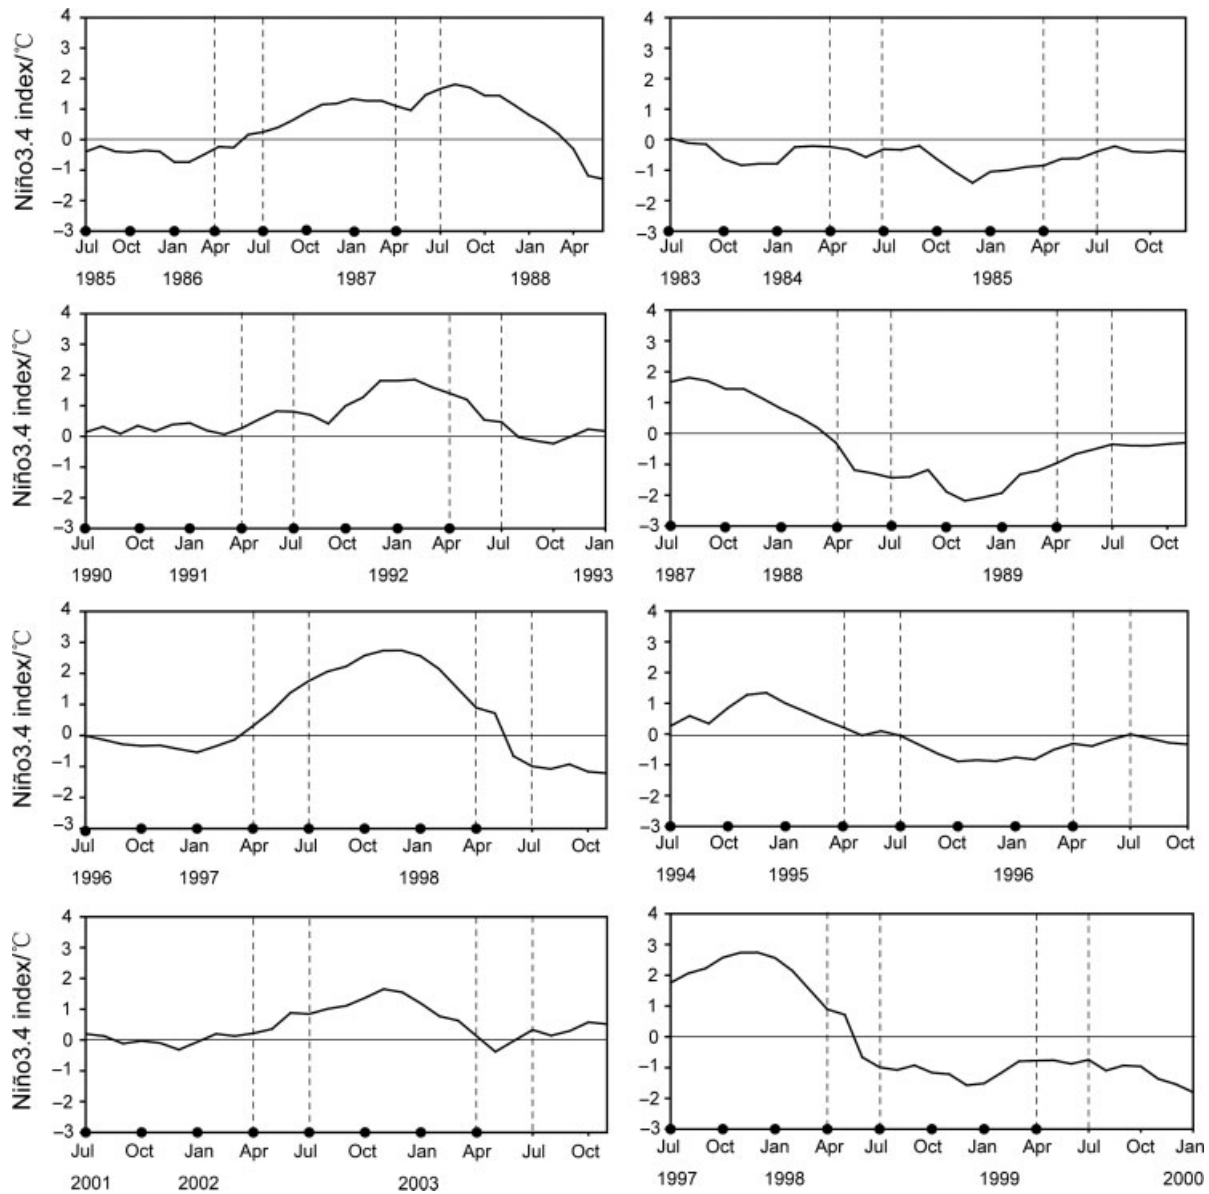 4 4
3 3
2 2
1 1
0 0
–1 –1
–2 –2
–3 –3
Niño3.4 index/℃
Jul Oct Jan Apr Jul Oct Jan Apr Jul Oct Jan Apr
Jul Oct Jan Apr Jul Oct Jan Apr Jul Oct
1985 1986 1987 1988
1983 1984 1985
4 4
3 3
2 2
1 1
0 0
–1 –1
–2 –2
–3 –3
Niño3.4 index/℃
Jul Oct Jan Apr Jul Oct Jan Apr Jul Oct Jan
Jul Oct Jan Apr Jul Oct Jan Apr Jul Oct
1990 1991 1992 1993
1987 1988 1989
4 4
3 3
2 2
1 1
0 0
–1 –1
–2 –2
–3 –3
Niño3.4 index/℃
Jul Oct Jan Apr Jul Oct Jan Apr Jul Oct
Jul Oct Jan Apr Jul Oct Jan Apr Jul Oct
1996 1997 1998
1994 1995 1996
4 4
3 3
2 2
1 1
0 0
–1 –1
–2 –2
–3 –3
Niño3.4 index/℃
Jul Oct Jan Apr Jul Oct Jan Apr Jul Oct
Jul Oct Jan Apr Jul Oct Jan Apr Jul Oct Jan
2001 2002 2003
1997 1998 1999 2000